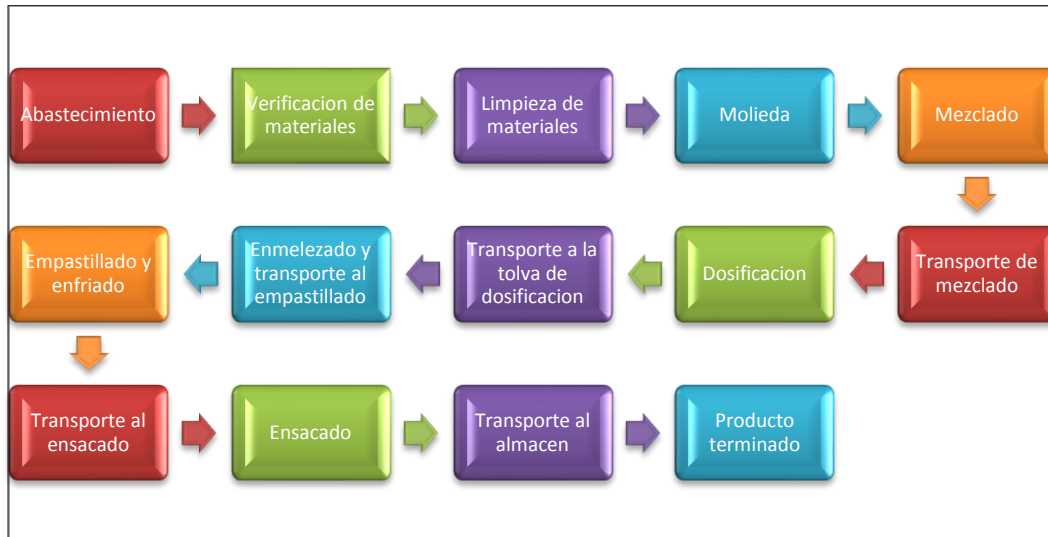 Abastecimiento
Verificacion de
materiales
Limpieza de
materiales
Molieda
Mezclado
Transporte de
mezclado
Dosificacion
Transporte a la
tolva de
dosificacion
Enmelezado y
transporte al
empastillado
Empastillado y
enfriado
Transporte al
ensacado
Ensacado
Transporte al
almacen
Producto
terminado